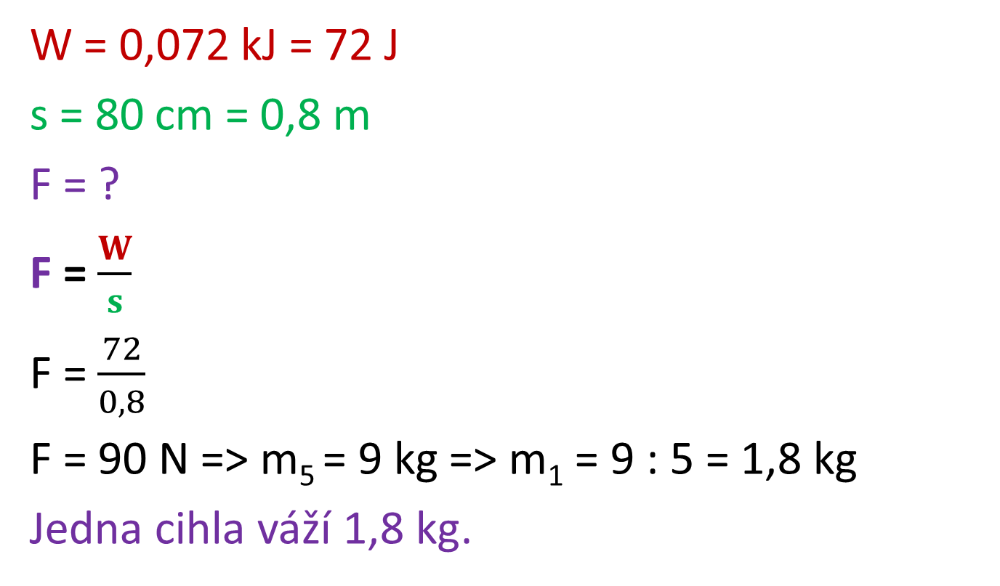 W = 0,072 kJ = 72 J
s = 80 cm = 0,8 m
F = ?
F = W/s
F = 72/0,8
F = 90 N => m₅ = 9 kg => m₁ = 9 : 5 = 1,8 kg
Jedna cihla váží 1,8 kg.